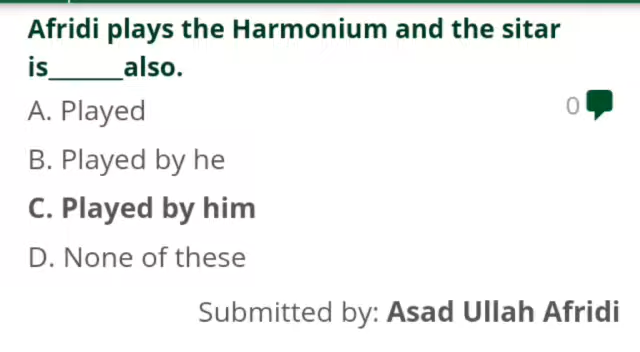 Afridi plays the Harmonium and the sitar
is______also.
A. Played
0
B. Played by he
C. Played by him
D. None of these
Submitted by: Asad Ullah Afridi